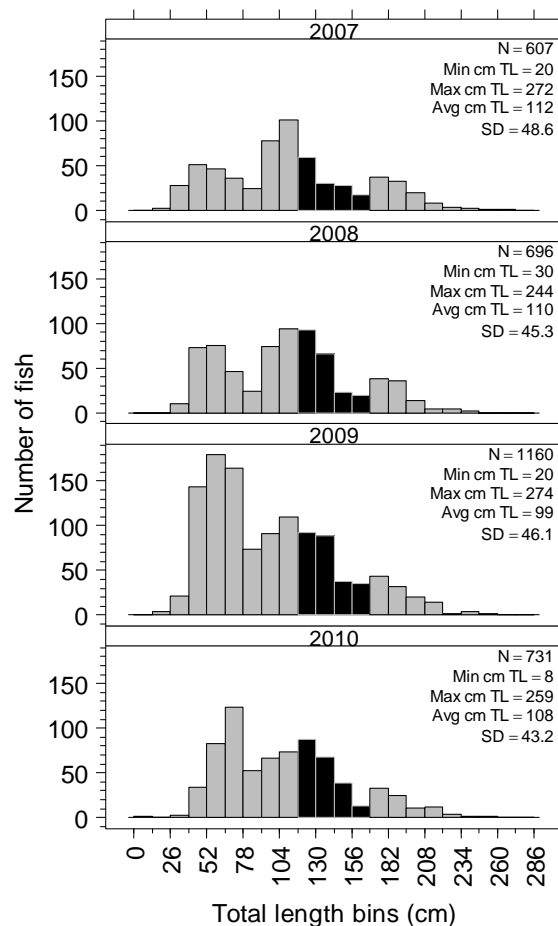 2007
N = 607
Min cm TL = 20
Max cm TL = 272
Avg cm TL = 112
SD = 48.6
150
100
50
0
2008
N = 696
Min cm TL = 30
Max cm TL = 244
Avg cm TL = 110
SD = 45.3
150
100
50
0
Number of fish
2009
N = 1160
Min cm TL = 20
Max cm TL = 274
Avg cm TL = 99
SD = 46.1
150
100
50
0
2010
N = 731
Min cm TL = 8
Max cm TL = 259
Avg cm TL = 108
SD = 43.2
150
100
50
0
0 26 52 78 104 130 156 182 208 234 260 286
Total length bins (cm)